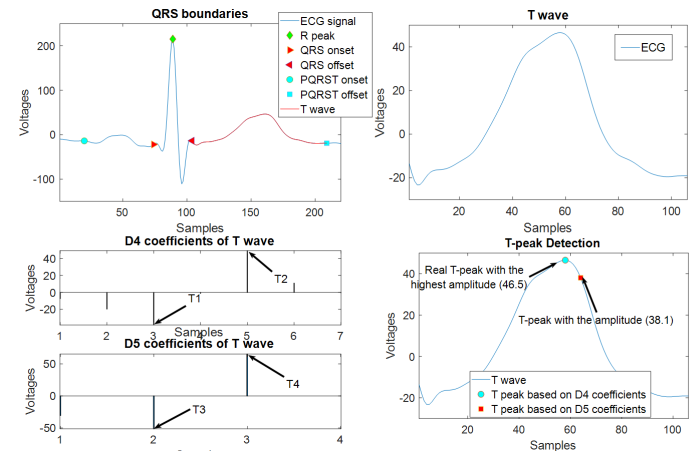 QRS boundaries
200
100
0
-100
Voltages
50
100
150
200
Samples
ECG signal
R peak
QRS onset
QRS offset
PQRST onset
PQRST offset
T wave
T wave
40
20
0
-20
Voltages
20
40
60
80
100
Samples
ECG
D4 coefficients of T wave
40
20
0
-20
Voltages
T1
T2
1
2
3
4
5
6
7
Samples
D5 coefficients of T wave
50
0
-50
Voltages
T3
T4
1
2
3
4
T-peak Detection
40
20
0
-20
Voltages
Real T-peak with the
highest amplitude (46.5)
T-peak with the amplitude (38.1)
T wave
T peak based on D4 coefficients
T peak based on D5 coefficients
20
40
60
80
100
Samples